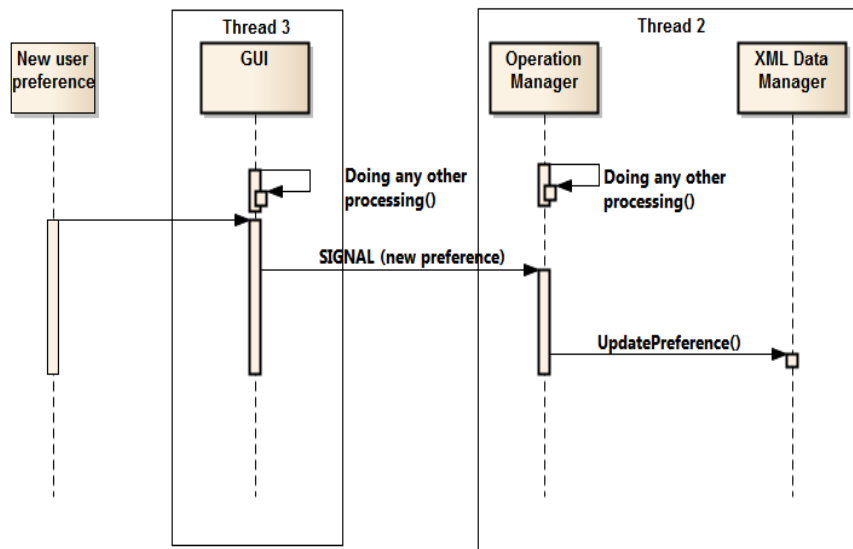 Thread 3
Thread 2
New user
preference
GUI
Operation
Manager
XML Data
Manager
Doing any other
processing()
Doing any other
processing()
SIGNAL (new preference)
UpdatePreference()